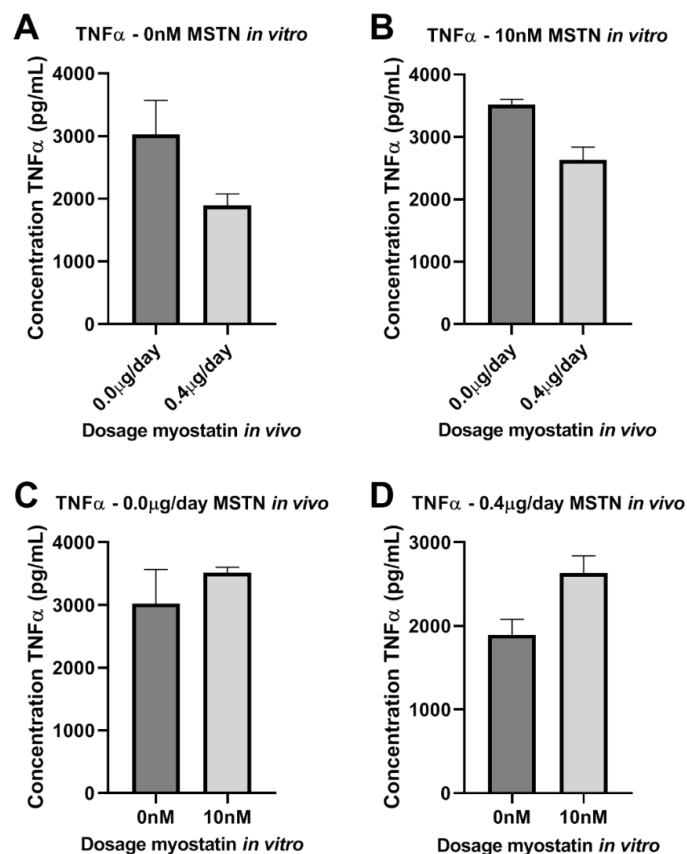 A
TNFα - 0nM MSTN in vitro
Concentration TNFα (pg/mL)
4000
3000
2000
1000
0
0.0μg/day
0.4μg/day
Dosage myostatin in vivo
B
TNFα - 10nM MSTN in vitro
Concentration TNFα (pg/mL)
4000
3000
2000
1000
0
0.0μg/day
0.4μg/day
Dosage myostatin in vivo
C
TNFα - 0.0μg/day MSTN in vivo
Concentration TNFα (pg/mL)
4000
3000
2000
1000
0
0nM 10nM
Dosage myostatin in vitro
D
TNFα - 0.4μg/day MSTN in vivo
Concentration TNFα (pg/mL)
3000
2000
1000
0
0nM 10nM
Dosage myostatin in vitro